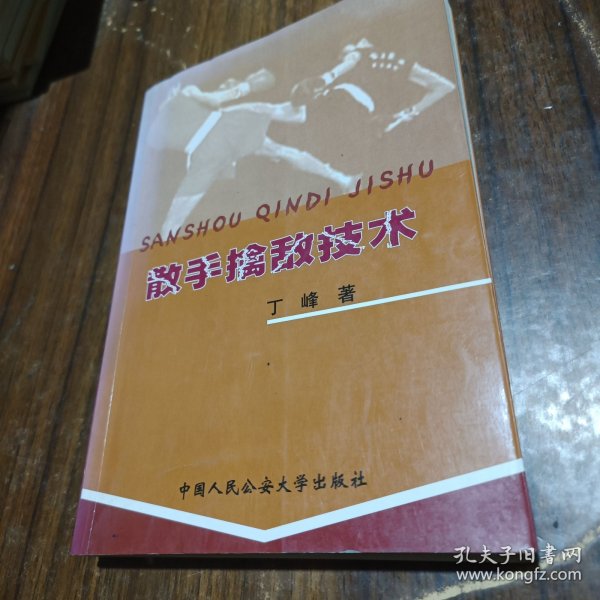 SANSHOU QINDI JISHU
散手擒敌技术
丁峰 著
中国人民公安大学出版社
孔夫子旧书网
www.kongfz.com